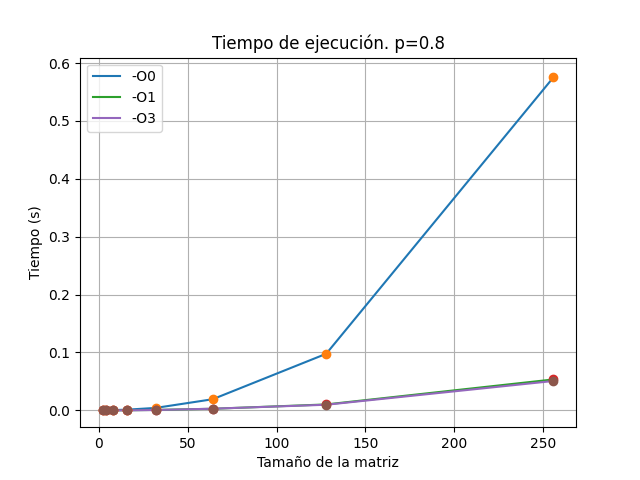 Tiempo de ejecución. p=0.8
-O0
-O1
-O3
0.6
0.5
0.4
0.3
0.2
0.1
0.0
Tiempo (s)
0 50 100 150 200 250
Tamaño de la matriz